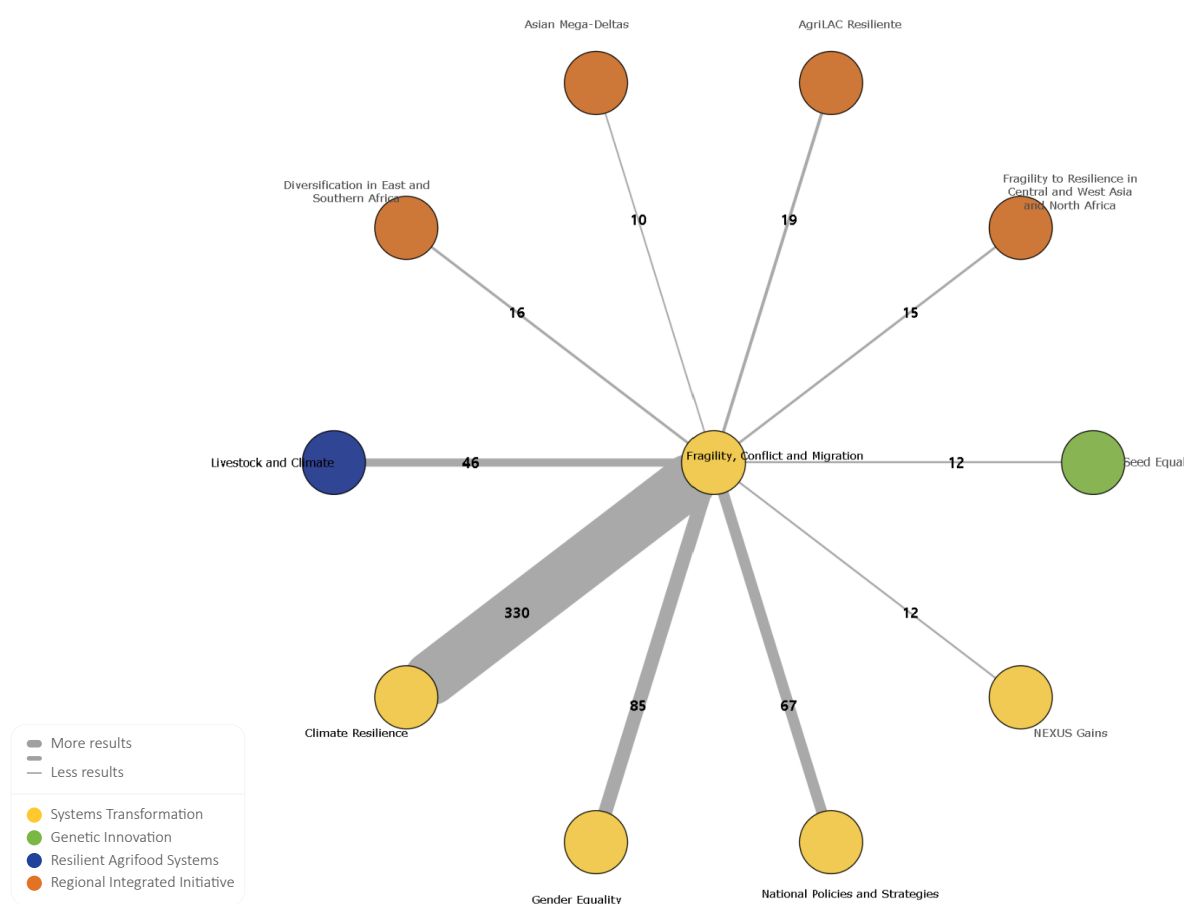 Asian Mega-Deltas
AgriLAC Resiliente
Diversification in East and
Southern Africa
Fragility to Resilience in
Central and West Asia
and North Africa
10
19
16
15
Livestock and Climate
46
Fragility, Conflict and Migration
12
Seed Equal
330
12
Climate Resilience
NEXUS Gains
85
67
Gender Equality
National Policies and Strategies
More results
Less results
Systems Transformation
Genetic Innovation
Resilient Agrifood Systems
Regional Integrated Initiative